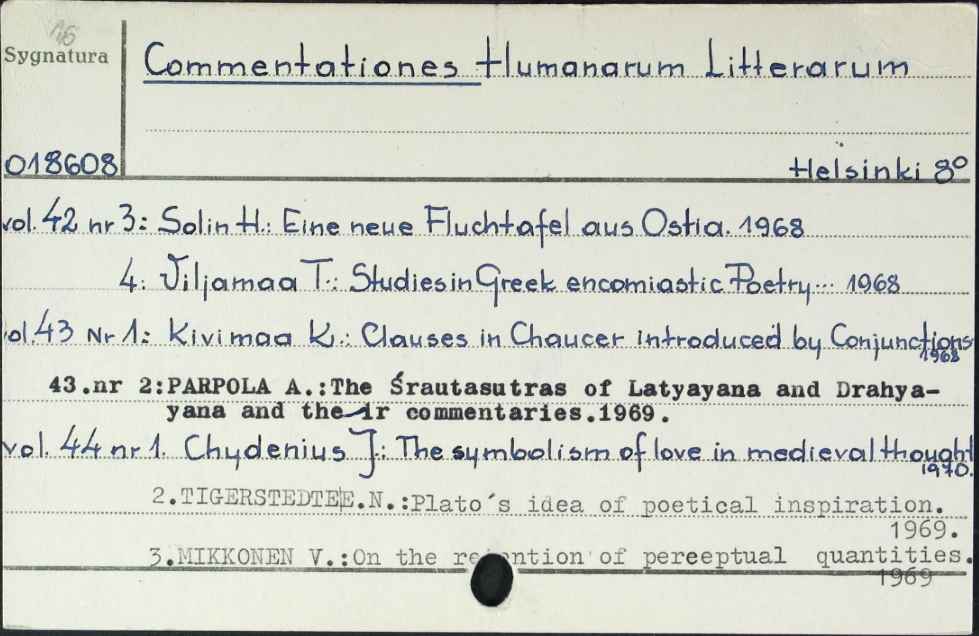 Sygnatura
Commentationes Humanarum Litterarum
018608
Helsinki 8°
vol. 42 nr 3: Solin H.: Eine neue Fluchtafel aus Ostia. 1968
4: Viljamaa T.: Studies in Greek encomiastic Poetry... 1968
vol. 43 Nr 1: Kivimaa K.: Clauses in Chaucer introduced by Conjunctions
1968
43.nr 2:PARPOLA A.:The Śrautasutras of Latyayana and Drahya-
yana and the ir commentaries.1969.
vol. 44 nr 1. Chydenius J.: The symbolism of love in medieval thought
1970.
2.TIGERSTEDTE E.N.:Plato's idea of poetical inspiration.
1969.
3.MIKKONEN V.:On the of pereeptual quantities.
1969